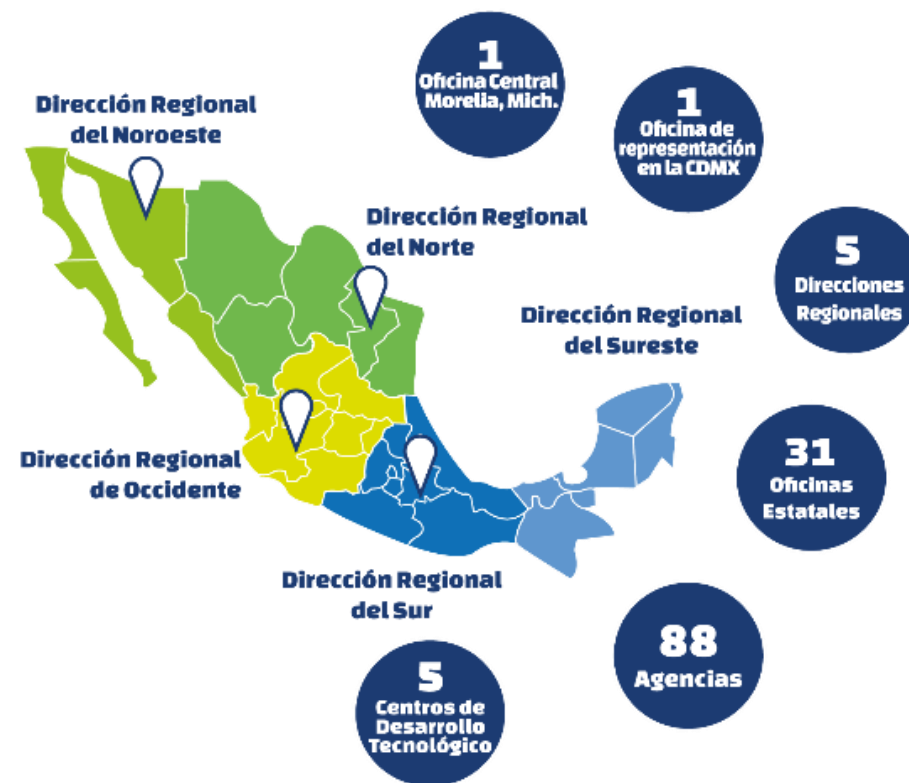 1
Oficina Central
Morelia, Mich.
1
Oficina de
representación
en la CDMX
Dirección Regional
del Noroeste
Dirección Regional
del Norte
5
Direcciones
Regionales
Dirección Regional
del Sureste
Dirección Regional
de Occidente
31
Oficinas
Estatales
Dirección Regional
del Sur
88
Agencias
5
Centros de
Desarrollo
Tecnológico